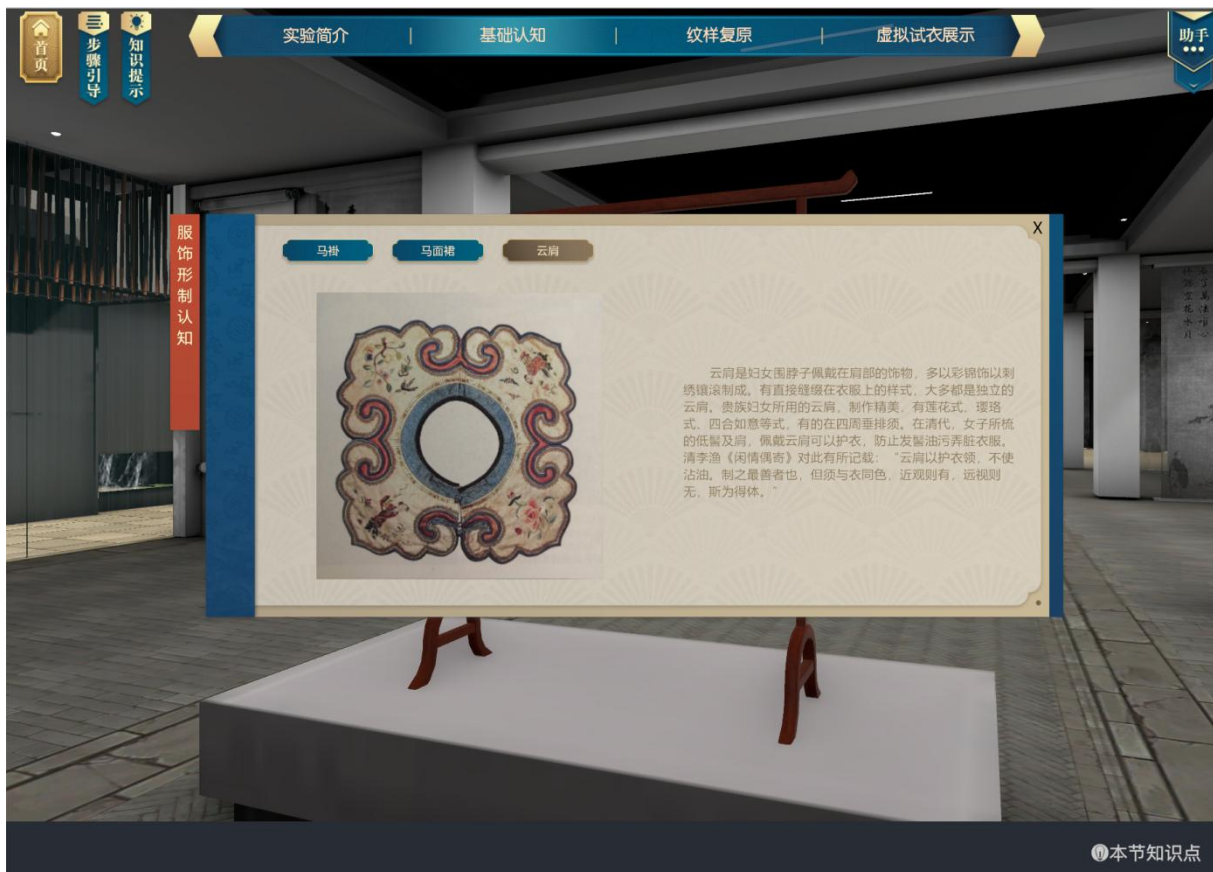 首页
步骤引导
知识提示
实验简介 | 基础认知 | 纹样复原 | 虚拟试衣展示
助手
服饰形制认知
X
马褂
马面裙
云肩
云肩是妇女围脖子佩戴在肩部的饰物，多以彩锦饰以刺
绣镶滚制成。有直接缝缀在衣服上的样式，大多都是独立的
云肩。贵族妇女所用的云肩，制作精美，有莲花式、璎珞
式、四合如意等式，有的在四周垂排须。在清代，女子所梳
的低髻及肩，佩戴云肩可以护衣，防止发髻油污弄脏衣服。
清李渔《闲情偶寄》对此有所记载：“云肩以护衣领，不使
沾油。制之最善者也，但须与衣同色，近观则有，远视则
无，斯为得体。”
本节知识点